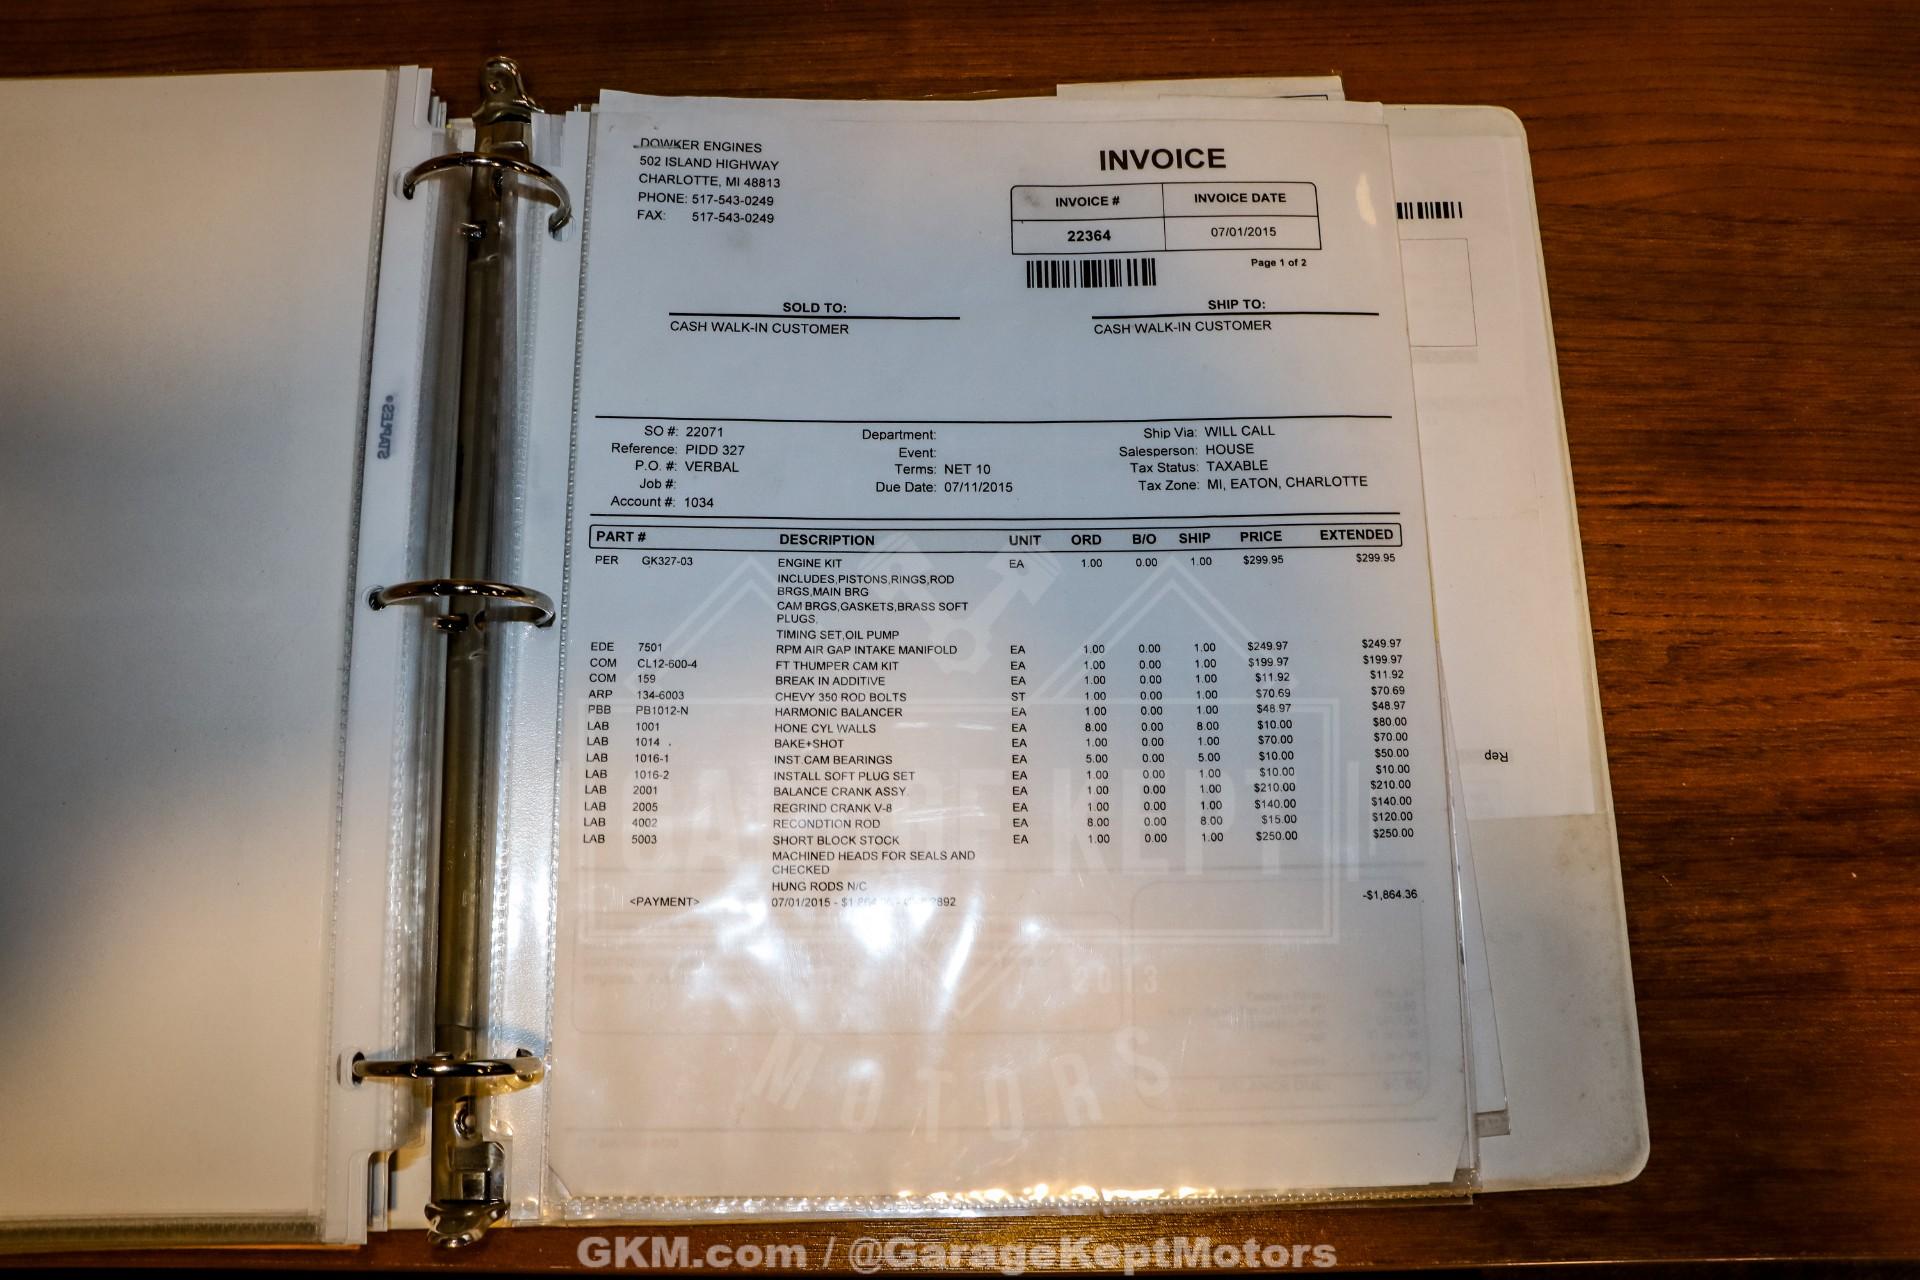 DOWKER ENGINES
502 ISLAND HIGHWAY
CHARLOTTE, MI 48813
PHONE: 517-543-0249
FAX: 517-543-0249
INVOICE
INVOICE # INVOICE DATE
22364 07/01/2015
Page 1 of 2
SOLD TO: SHIP TO:
CASH WALK-IN CUSTOMER CASH WALK-IN CUSTOMER
SO #: 22071 Department: Ship Via: WILL CALL
Reference: PIDD 327 Event: Salesperson: HOUSE
P.O. #: VERBAL Terms: NET 10 Tax Status: TAXABLE
Job #: Due Date: 07/11/2015 Tax Zone: MI, EATON, CHARLOTTE
Account #: 1034
PART # DESCRIPTION UNIT ORD B/O SHIP PRICE EXTENDED
PER GK327-03 ENGINE KIT EA 1.00 0.00 1.00 $299.95 $299.95
INCLUDES,PISTONS,RINGS,ROD
BRGS,MAIN BRG
CAM BRGS,GASKETS,BRASS SOFT
PLUGS,
TIMING SET,OIL PUMP
EDE 7501 RPM AIR GAP INTAKE MANIFOLD EA 1.00 0.00 1.00 $249.97 $249.97
COM CL12-600-4 FT THUMPER CAM KIT EA 1.00 0.00 1.00 $199.97 $199.97
COM 159 BREAK IN ADDITIVE EA 1.00 0.00 1.00 $11.92 $11.92
ARP 134-6003 CHEVY 350 ROD BOLTS ST 1.00 0.00 1.00 $70.69 $70.69
PBB PB1012-N HARMONIC BALANCER EA 1.00 0.00 1.00 $48.97 $48.97
LAB 1001 HONE CYL WALLS EA 8.00 0.00 8.00 $10.00 $80.00
LAB 1014 BAKE+SHOT EA 1.00 0.00 1.00 $70.00 $70.00
LAB 1016-1 INST.CAM BEARINGS EA 5.00 0.00 5.00 $10.00 $50.00
LAB 1016-2 INSTALL SOFT PLUG SET EA 1.00 0.00 1.00 $10.00 $10.00
LAB 2001 BALANCE CRANK ASSY EA 1.00 0.00 1.00 $210.00 $210.00
LAB 2005 REGRIND CRANK V-8 EA 1.00 0.00 1.00 $140.00 $140.00
LAB 4002 RECONDTION ROD EA 8.00 0.00 8.00 $15.00 $120.00
LAB 5003 SHORT BLOCK STOCK EA 1.00 0.00 1.00 $250.00 $250.00
MACHINED HEADS FOR SEALS AND
CHECKED
HUNG RODS N/C
<PAYMENT> 07/01/2015 - -$1,864.36
STAPLES
Rep
GARAGE KEPT
2013
MOTORS
GKM.com / @GarageKeptMotors